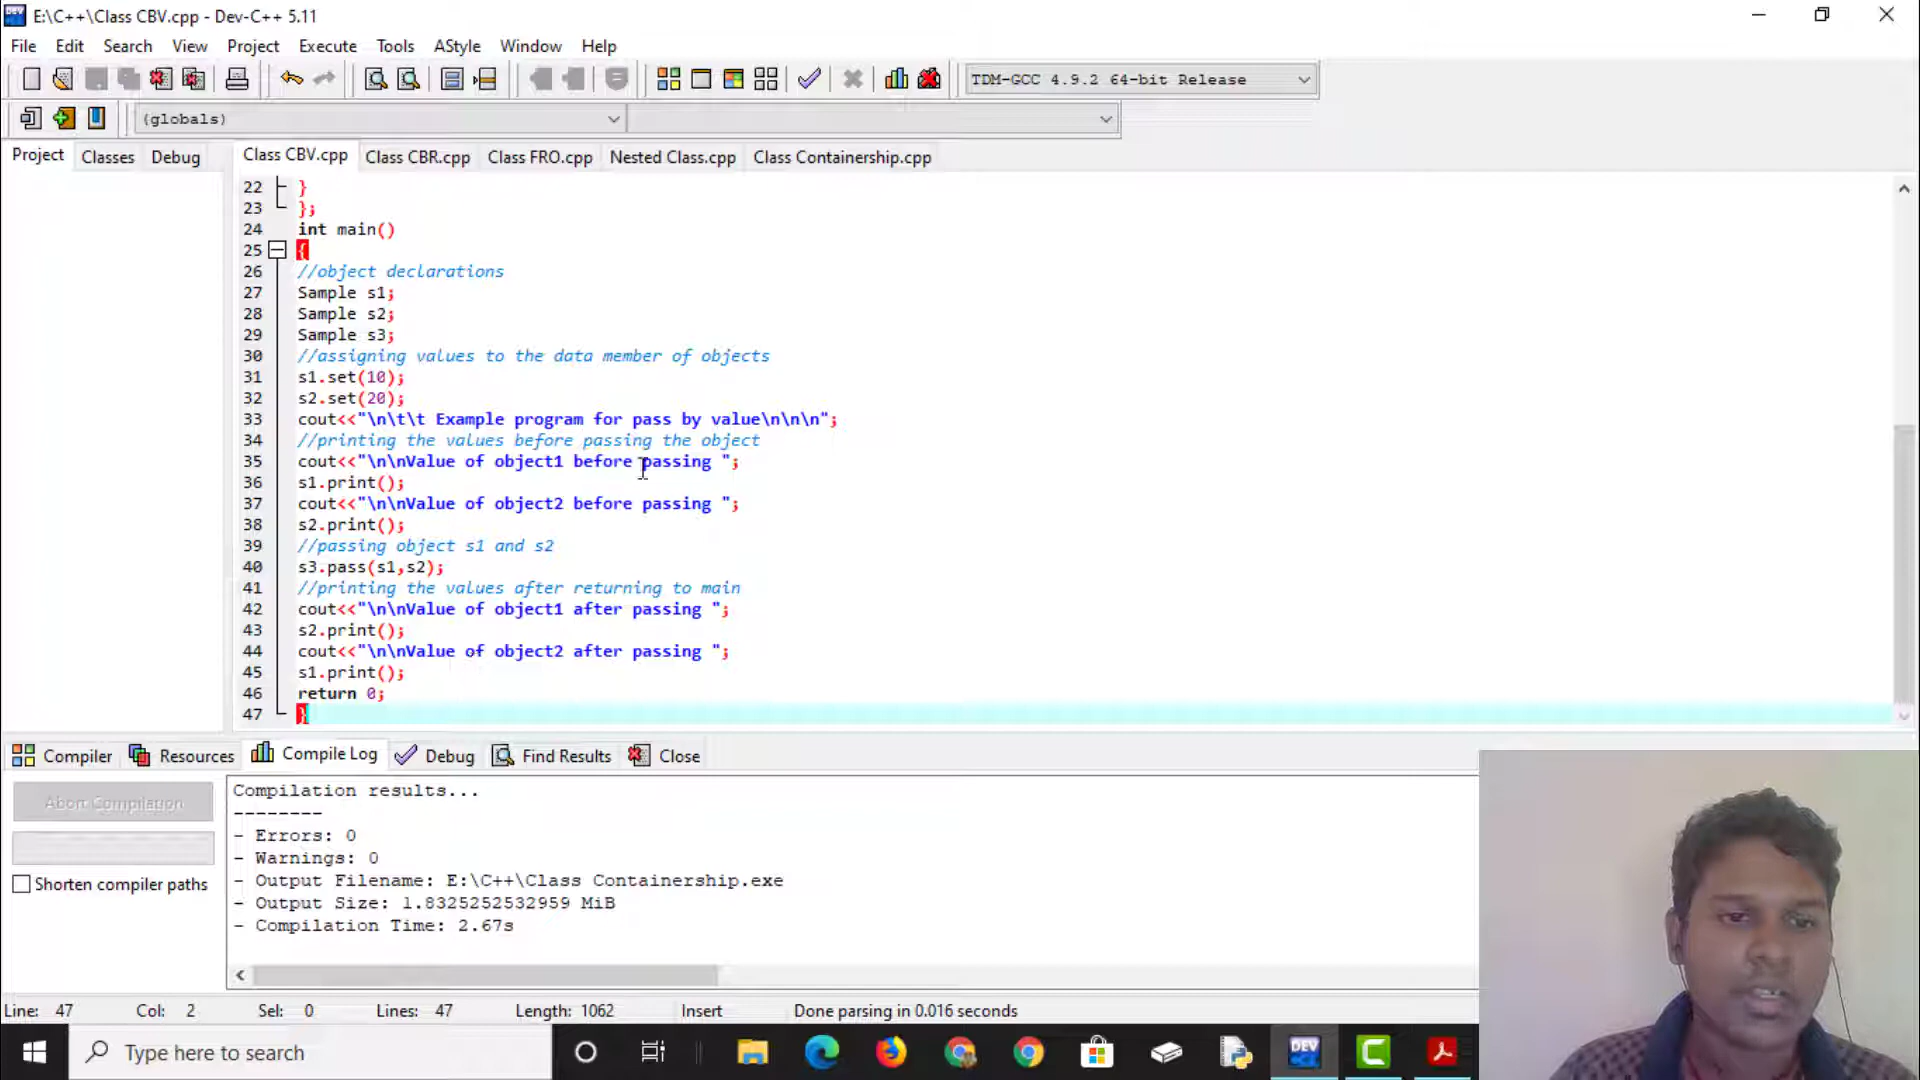 E:\C++\Class CBV.cpp - Dev-C++ 5.11
File Edit Search View Project Execute Tools AStyle Window Help
TDM-GCC 4.9.2 64-bit Release
(globals)
Project Classes Debug
Class CBV.cpp Class CBR.cpp Class FRO.cpp Nested Class.cpp Class Containership.cpp
22 }
23 };
24 int main()
25 {
26 //object declarations
27 Sample s1;
28 Sample s2;
29 Sample s3;
30 //assigning values to the data member of objects
31 s1.set(10);
32 s2.set(20);
33 cout<<"\n\t\t Example program for pass by value\n\n\n";
34 //printing the values before passing the object
35 cout<<"\n\nValue of object1 before passing ";
36 s1.print();
37 cout<<"\n\nValue of object2 before passing ";
38 s2.print();
39 //passing object s1 and s2
40 s3.pass(s1,s2);
41 //printing the values after returning to main
42 cout<<"\n\nValue of object1 after passing ";
43 s2.print();
44 cout<<"\n\nValue of object2 after passing ";
45 s1.print();
46 return 0;
47 }
Compiler Resources Compile Log Debug Find Results Close
Abort Compilation
Shorten compiler paths
Compilation results...
--------
- Errors: 0
- Warnings: 0
- Output Filename: E:\C++\Class Containership.exe
- Output Size: 1.8325252532959 MiB
- Compilation Time: 2.67s
Line: 47 Col: 2 Sel: 0 Lines: 47 Length: 1062 Insert Done parsing in 0.016 seconds
Type here to search
DEV